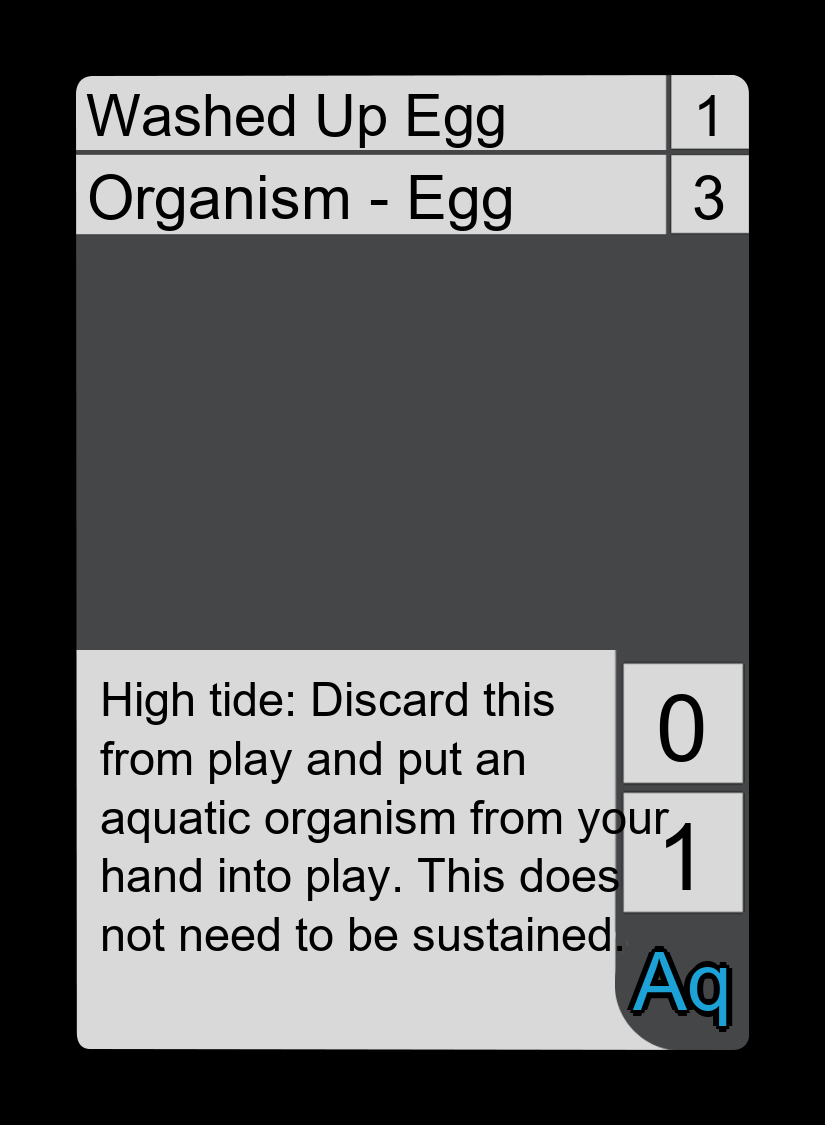 Washed Up Egg 1
Organism - Egg 3
High tide: Discard this
from play and put an
aquatic organism from your
hand into play. This does
not need to be sustained.
0
1
Aq